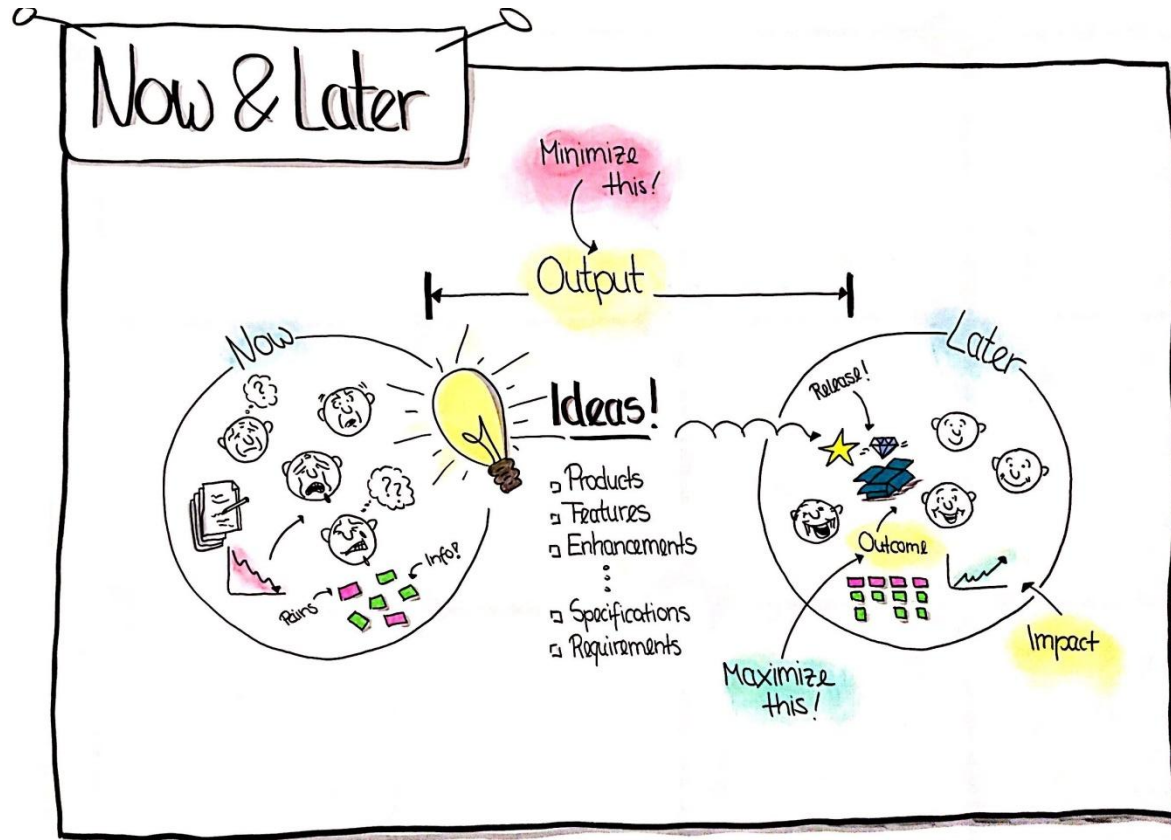 Now & Later
Minimize
this!
Output
Now
??
??
Info?
Pains
Ideas!
Products
Features
Enhancements
Specifications
Requirements
Later
Release!
Outcome
Maximize
this!
Impact